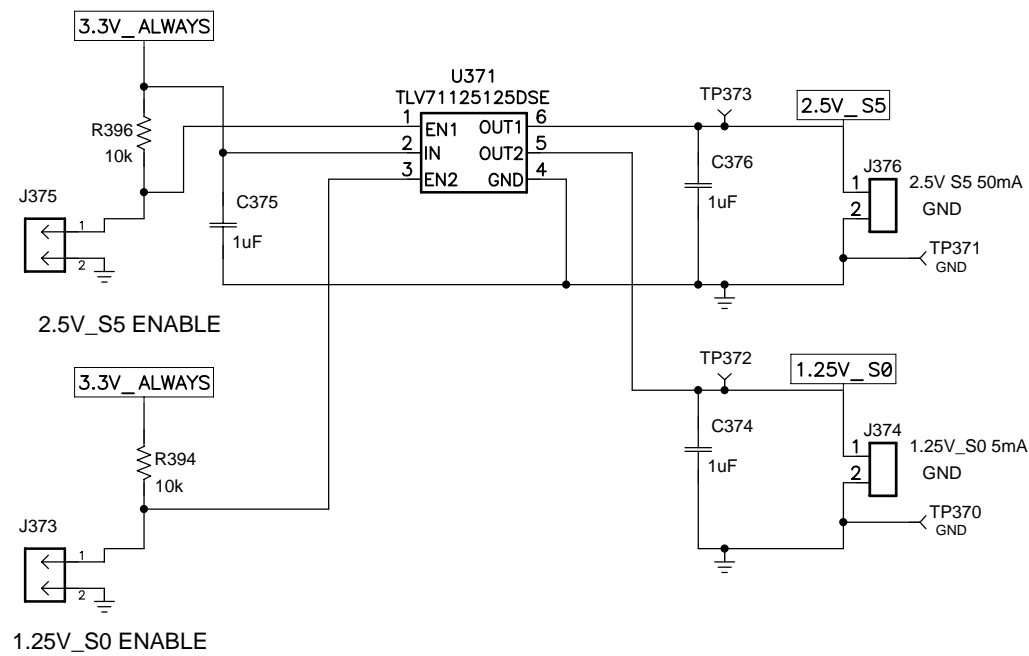 3.3V_ALWAYS
U371
TLV71125125DSE
R396
10k
1 EN1 OUT1 6
2 IN OUT2 5
3 EN2 GND 4
TP373
2.5V_S5
C376
1uF
J376
1
2
2.5V S5 50mA
GND
TP371
GND
J375
1
2
C375
1uF
2.5V_S5 ENABLE
3.3V_ALWAYS
R394
10k
TP372
1.25V_S0
C374
1uF
J374
1
2
1.25V_S0 5mA
GND
TP370
GND
J373
1
2
1.25V_S0 ENABLE